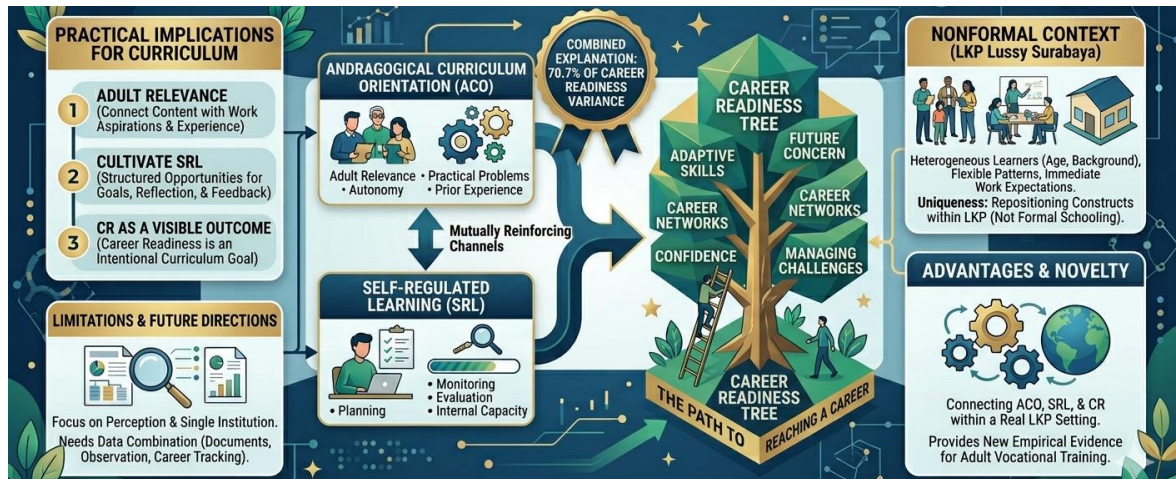 PRACTICAL IMPLICATIONS
FOR CURRICULUM
1
ADULT RELEVANCE
(Connect Content with Work
Aspirations & Experience)
2
CULTIVATE SRL
(Structured Opportunities for
Goals, Reflection, & Feedback)
3
CR AS A VISIBLE OUTCOME
(Career Readiness is an
Intentional Curriculum Goal)
LIMITATIONS & FUTURE DIRECTIONS
Focus on Perception & Single Institution.
Needs Data Combination (Documents,
Observation, Career Tracking).
ANDRAGOGICAL CURRICULUM
ORIENTATION (ACO)
Adult Relevance
• Autonomy
• Practical Problems
• Prior Experience
Mutually Reinforcing
Channels
SELF-REGULATED
LEARNING (SRL)
• Planning
• Monitoring
• Evaluation
• Internal Capacity
COMBINED
EXPLANATION:
70.7% OF CAREER
READINESS
VARIANCE
CAREER
READINESS
TREE
ADAPTIVE
SKILLS
FUTURE
CONCERN
CAREER
NETWORKS
CAREER
NETWORKS
CONFIDENCE
MANAGING
CHALLENGES
CAREER
READINESS
TREE
THE PATH TO
REACHING A CAREER
NONFORMAL CONTEXT
(LKP Lussy Surabaya)
Heterogeneous Learners (Age, Background),
Flexible Patterns, Immediate
Work Expectations.
Uniqueness: Repositioning Constructs
within LKP (Not Formal Schooling).
ADVANTAGES & NOVELTY
Connecting ACO, SRL, & CR
within a Real LKP Setting.
Provides New Empirical Evidence
for Adult Vocational Training.